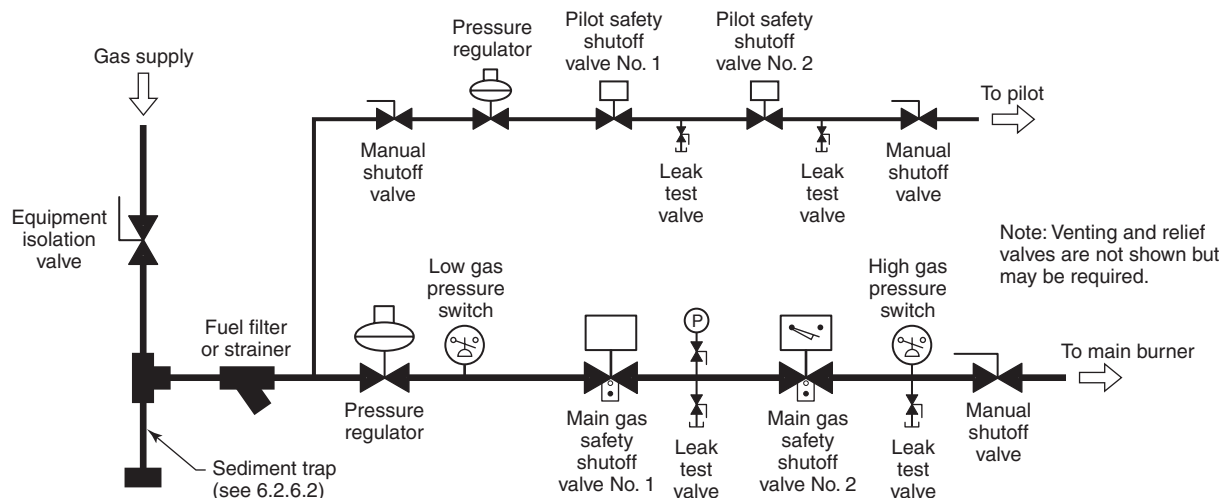 Gas supply
Pressure
regulator
Pilot safety
shutoff
valve No. 1
Pilot safety
shutoff
valve No. 2
To pilot
Manual
shutoff
valve
Leak
test
valve
Leak
test
valve
Manual
shutoff
valve
Equipment
isolation
valve
Note: Venting and relief
valves are not shown but
may be required.
Low gas
pressure
switch
High gas
pressure
switch
Fuel filter
or strainer
P
To main burner
Pressure
regulator
Main gas
safety
shutoff
valve No. 1
Leak
test
valve
Main gas
safety
shutoff
valve No. 2
Leak
test
valve
Manual
shutoff
valve
Sediment trap
(see 6.2.6.2)